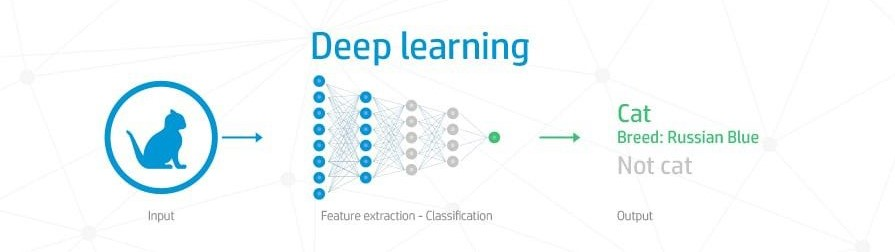 Deep learning
Cat
Breed: Russian Blue
Not cat
Input
Feature extraction - Classification
Output